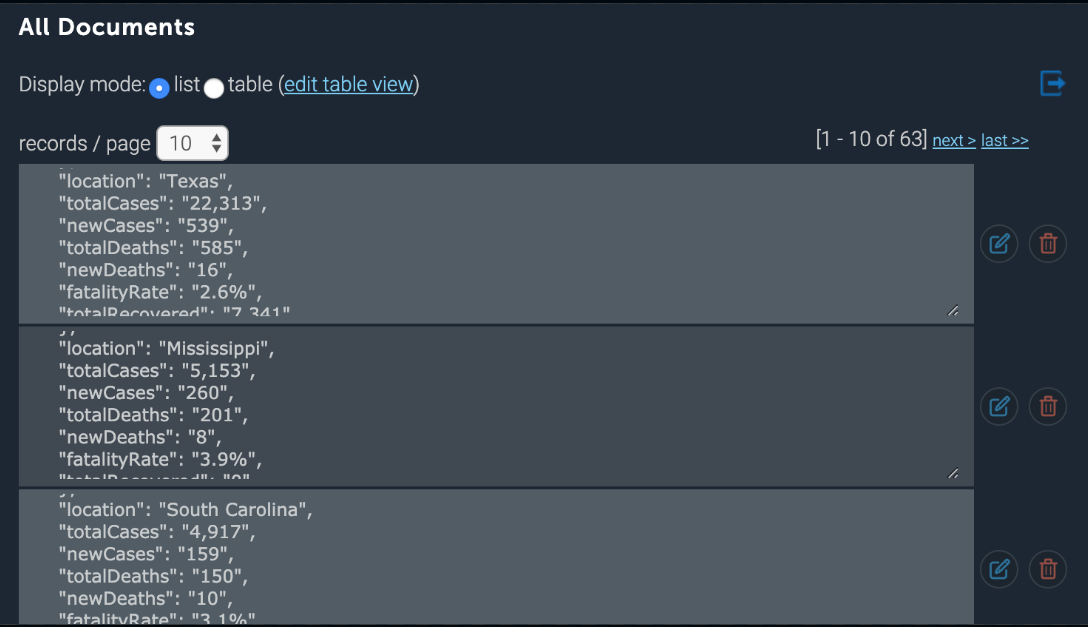 All Documents
Display mode: list table (edit table view)
records / page 10 [1 - 10 of 63] next > last >>
"location": "Texas",
"totalCases": "22,313",
"newCases": "539",
"totalDeaths": "585",
"newDeaths": "16",
"fatalityRate": "2.6%",
"totalRecovered": "7,341"
},
"location": "Mississippi",
"totalCases": "5,153",
"newCases": "260",
"totalDeaths": "201",
"newDeaths": "8",
"fatalityRate": "3.9%",
"totalRecovered": "0"
},
"location": "South Carolina",
"totalCases": "4,917",
"newCases": "159",
"totalDeaths": "150",
"newDeaths": "10",
"fatalityRate": "3.1%"